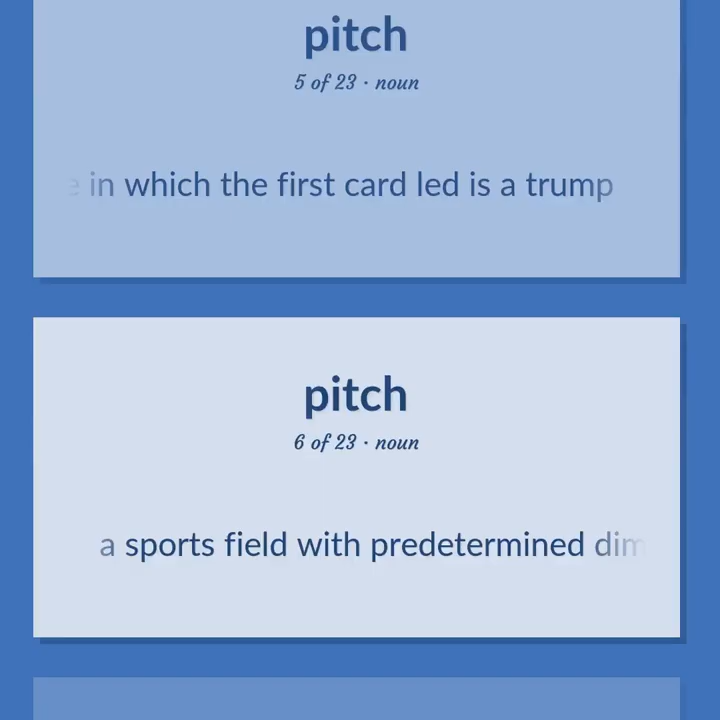 pitch
5 of 23 · noun
in which the first card led is a trump
pitch
6 of 23 · noun
a sports field with predetermined